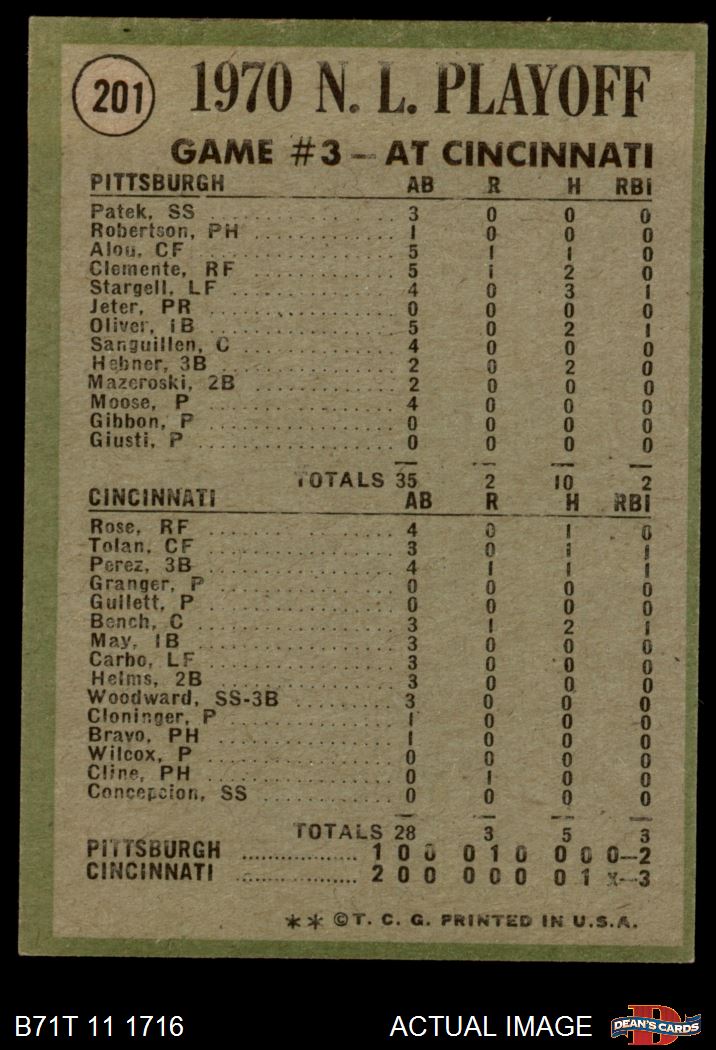 201 1970 N. L. PLAYOFF
GAME #3 – AT CINCINNATI
PITTSBURGH AB R H RBI
Patek, SS 3 0 0 0
Robertson, PH 1 0 0 0
Alou, CF 5 1 1 0
Clemente, RF 5 1 2 0
Stargell, LF 4 0 3 1
Jeter, PR 0 0 0 0
Oliver, 1B 5 0 2 1
Sanguillen, C 4 0 0 0
Hebner, 3B 2 0 2 0
Mazeroski, 2B 2 0 0 0
Moose, P 4 0 0 0
Gibbon, P 0 0 0 0
Giusti, P 0 0 0 0
TOTALS 35 2 10 2
CINCINNATI AB R H RBI
Rose, RF 4 0 1 0
Tolan, CF 3 0 1 1
Perez, 3B 4 1 1 1
Granger, P 0 0 0 0
Gullett, P 0 0 0 0
Bench, C 3 1 2 1
May, 1B 3 0 0 0
Carbo, LF 3 0 0 0
Helms, 2B 3 0 0 0
Woodward, SS-3B 3 0 0 0
Cloninger, P 1 0 0 0
Bravo, PH 1 0 0 0
Wilcox, P 0 0 0 0
Cline, PH 0 1 0 0
Concepcion, SS 0 0 0 0
TOTALS 28 3 5 3
PITTSBURGH 1 0 0 0 1 0 0 0 0–2
CINCINNATI 2 0 0 0 0 0 0 1 x–3
** ©T. C. G. PRINTED IN U.S.A.
B71T 11 1716 ACTUAL IMAGE DEAN'S CARDS